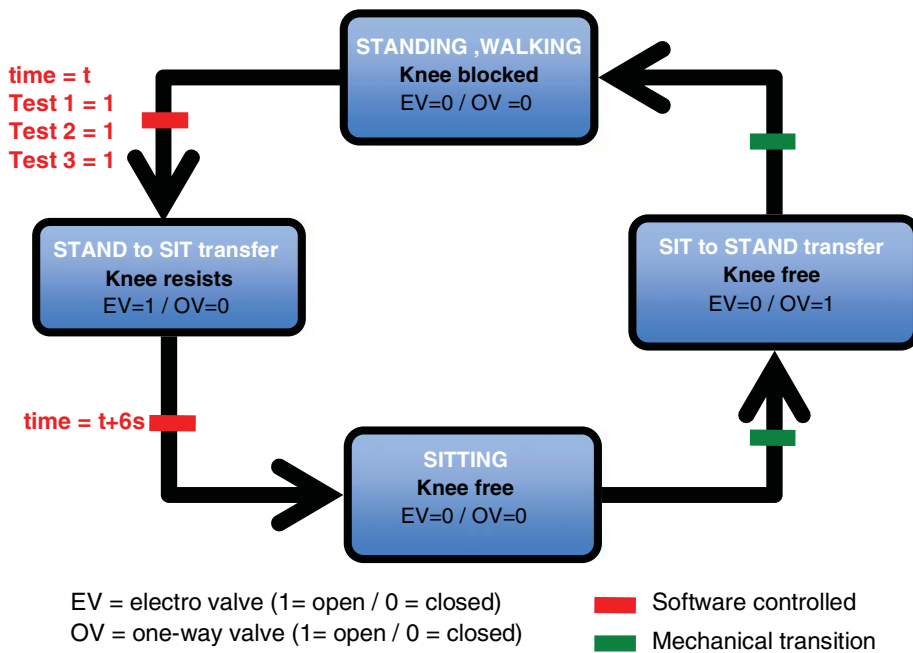 STANDING ,WALKING
Knee blocked
EV=0 / OV =0
time = t
Test 1 = 1
Test 2 = 1
Test 3 = 1
STAND to SIT transfer
Knee resists
EV=1 / OV=0
SIT to STAND transfer
Knee free
EV=0 / OV=1
time = t+6s
SITTING
Knee free
EV=0 / OV=0
EV = electro valve (1= open / 0 = closed)
OV = one-way valve (1= open / 0 = closed)
Software controlled
Mechanical transition